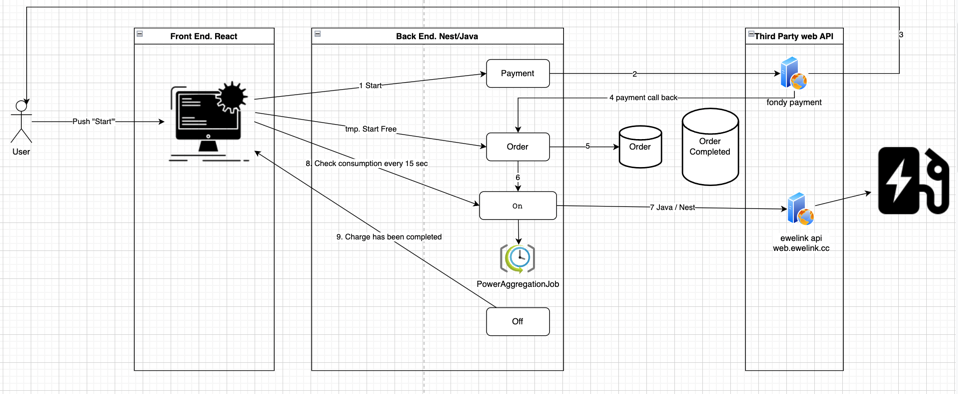 3
Front End. React
Back End. Nest/Java
Third Party web API
Payment
2
fondy payment
1 Start
4 payment call back
Push "Start"
tmp. Start Free
Order
5
Order
Order
Completed
User
8. Check consumption every 15 sec
6
On
7 Java / Nest
9. Charge has been completed
ewelink api
web.ewelink.cc
PowerAggregationJob
Off